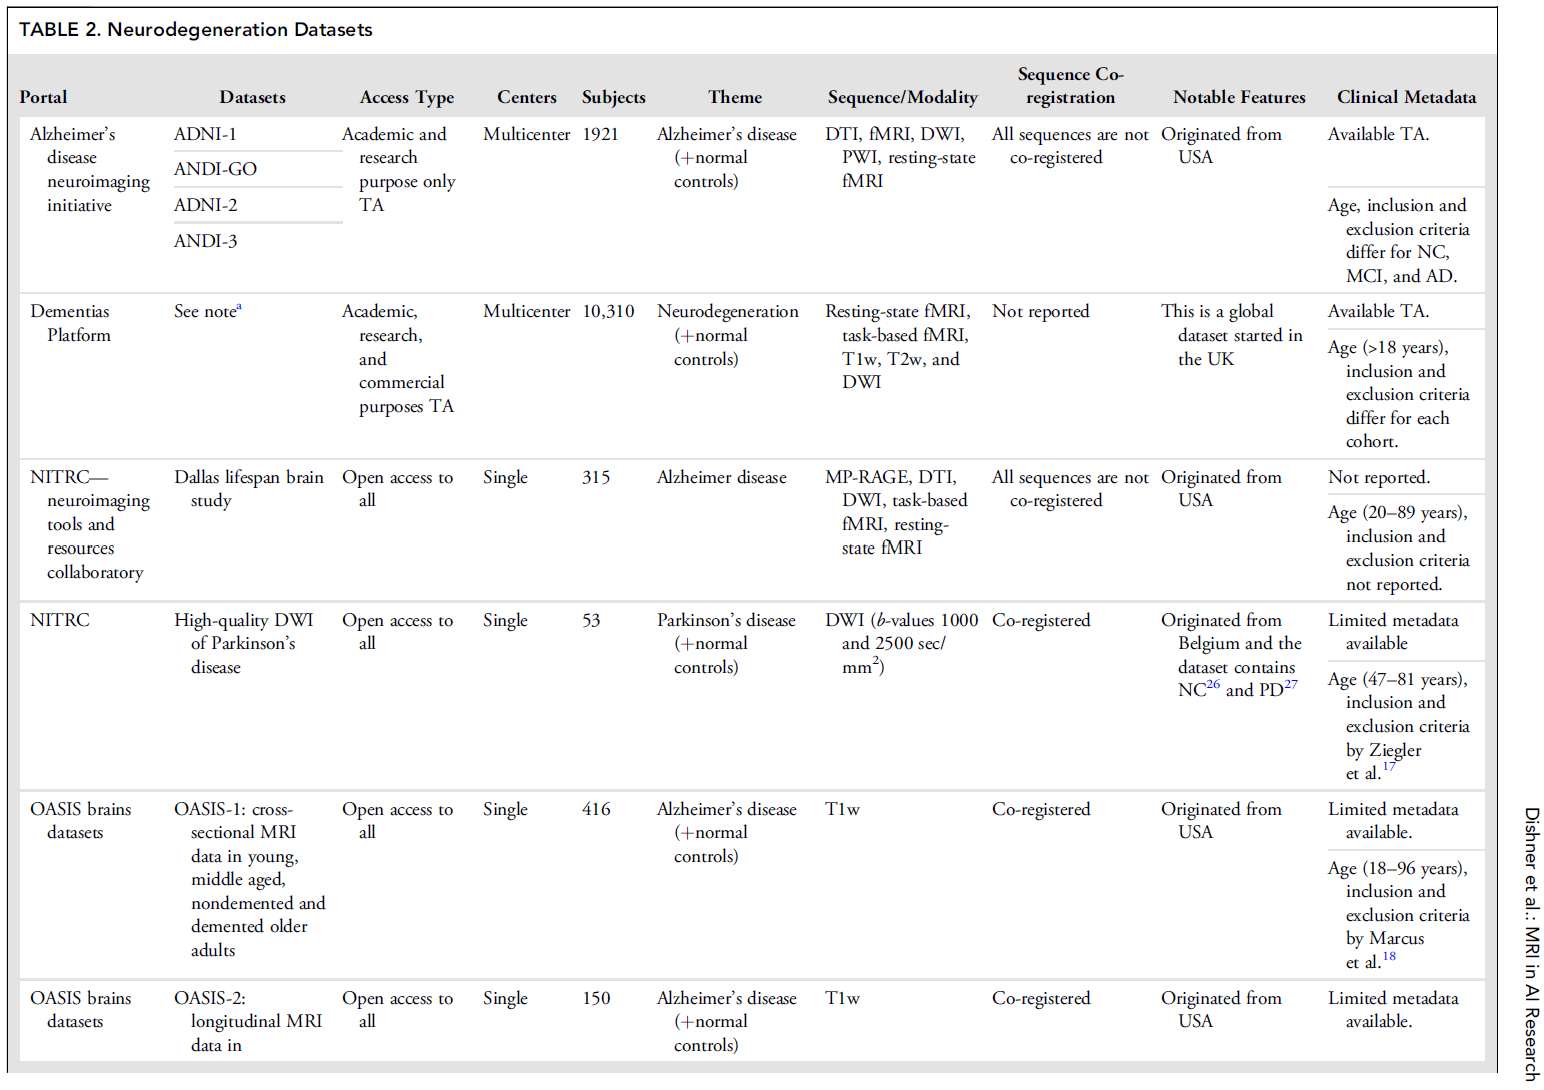 TABLE 2. Neurodegeneration Datasets
Portal
Datasets
Access Type
Centers
Subjects
Theme
Sequence/Modality
Sequence Co-
registration
Notable Features
Clinical Metadata
Alzheimer's
disease
neuroimaging
initiative
ADNI-1
ANDI-GO
ADNI-2
ANDI-3
Academic and
research
purpose only
TA
Multicenter
1921
Alzheimer's disease
(+normal
controls)
DTI, fMRI, DWI,
PWI, resting-state
fMRI
All sequences are not
co-registered
Originated from
USA
Available TA.
Age, inclusion and
exclusion criteria
differ for NC,
MCI, and AD.
Dementias
Platform
See noteᵃ
Academic,
research,
and
commercial
purposes TA
Multicenter
10,310
Neurodegeneration
(+normal
controls)
Resting-state fMRI,
task-based fMRI,
T1w, T2w, and
DWI
Not reported
This is a global
dataset started in
the UK
Available TA.
Age (>18 years),
inclusion and
exclusion criteria
differ for each
cohort.
NITRC—
neuroimaging
tools and
resources
collaboratory
Dallas lifespan brain
study
Open access to
all
Single
315
Alzheimer disease
MP-RAGE, DTI,
DWI, task-based
fMRI, resting-
state fMRI
All sequences are not
co-registered
Originated from
USA
Not reported.
Age (20–89 years),
inclusion and
exclusion criteria
not reported.
NITRC
High-quality DWI
of Parkinson's
disease
Open access to
all
Single
53
Parkinson's disease
(+normal
controls)
DWI (b-values 1000
and 2500 sec/
mm²)
Co-registered
Originated from
Belgium and the
dataset contains
NC²⁶ and PD²⁷
Limited metadata
available
Age (47–81 years),
inclusion and
exclusion criteria
by Ziegler
et al.¹⁷
OASIS brains
datasets
OASIS-1: cross-
sectional MRI
data in young,
middle aged,
nondemented and
demented older
adults
Open access to
all
Single
416
Alzheimer's disease
(+normal
controls)
T1w
Co-registered
Originated from
USA
Limited metadata
available.
Age (18–96 years),
inclusion and
exclusion criteria
by Marcus
et al.¹⁸
OASIS brains
datasets
OASIS-2:
longitudinal MRI
data in
Open access to
all
Single
150
Alzheimer's disease
(+normal
controls)
T1w
Co-registered
Originated from
USA
Limited metadata
available.
Dishner et al.: MRI in AI Research